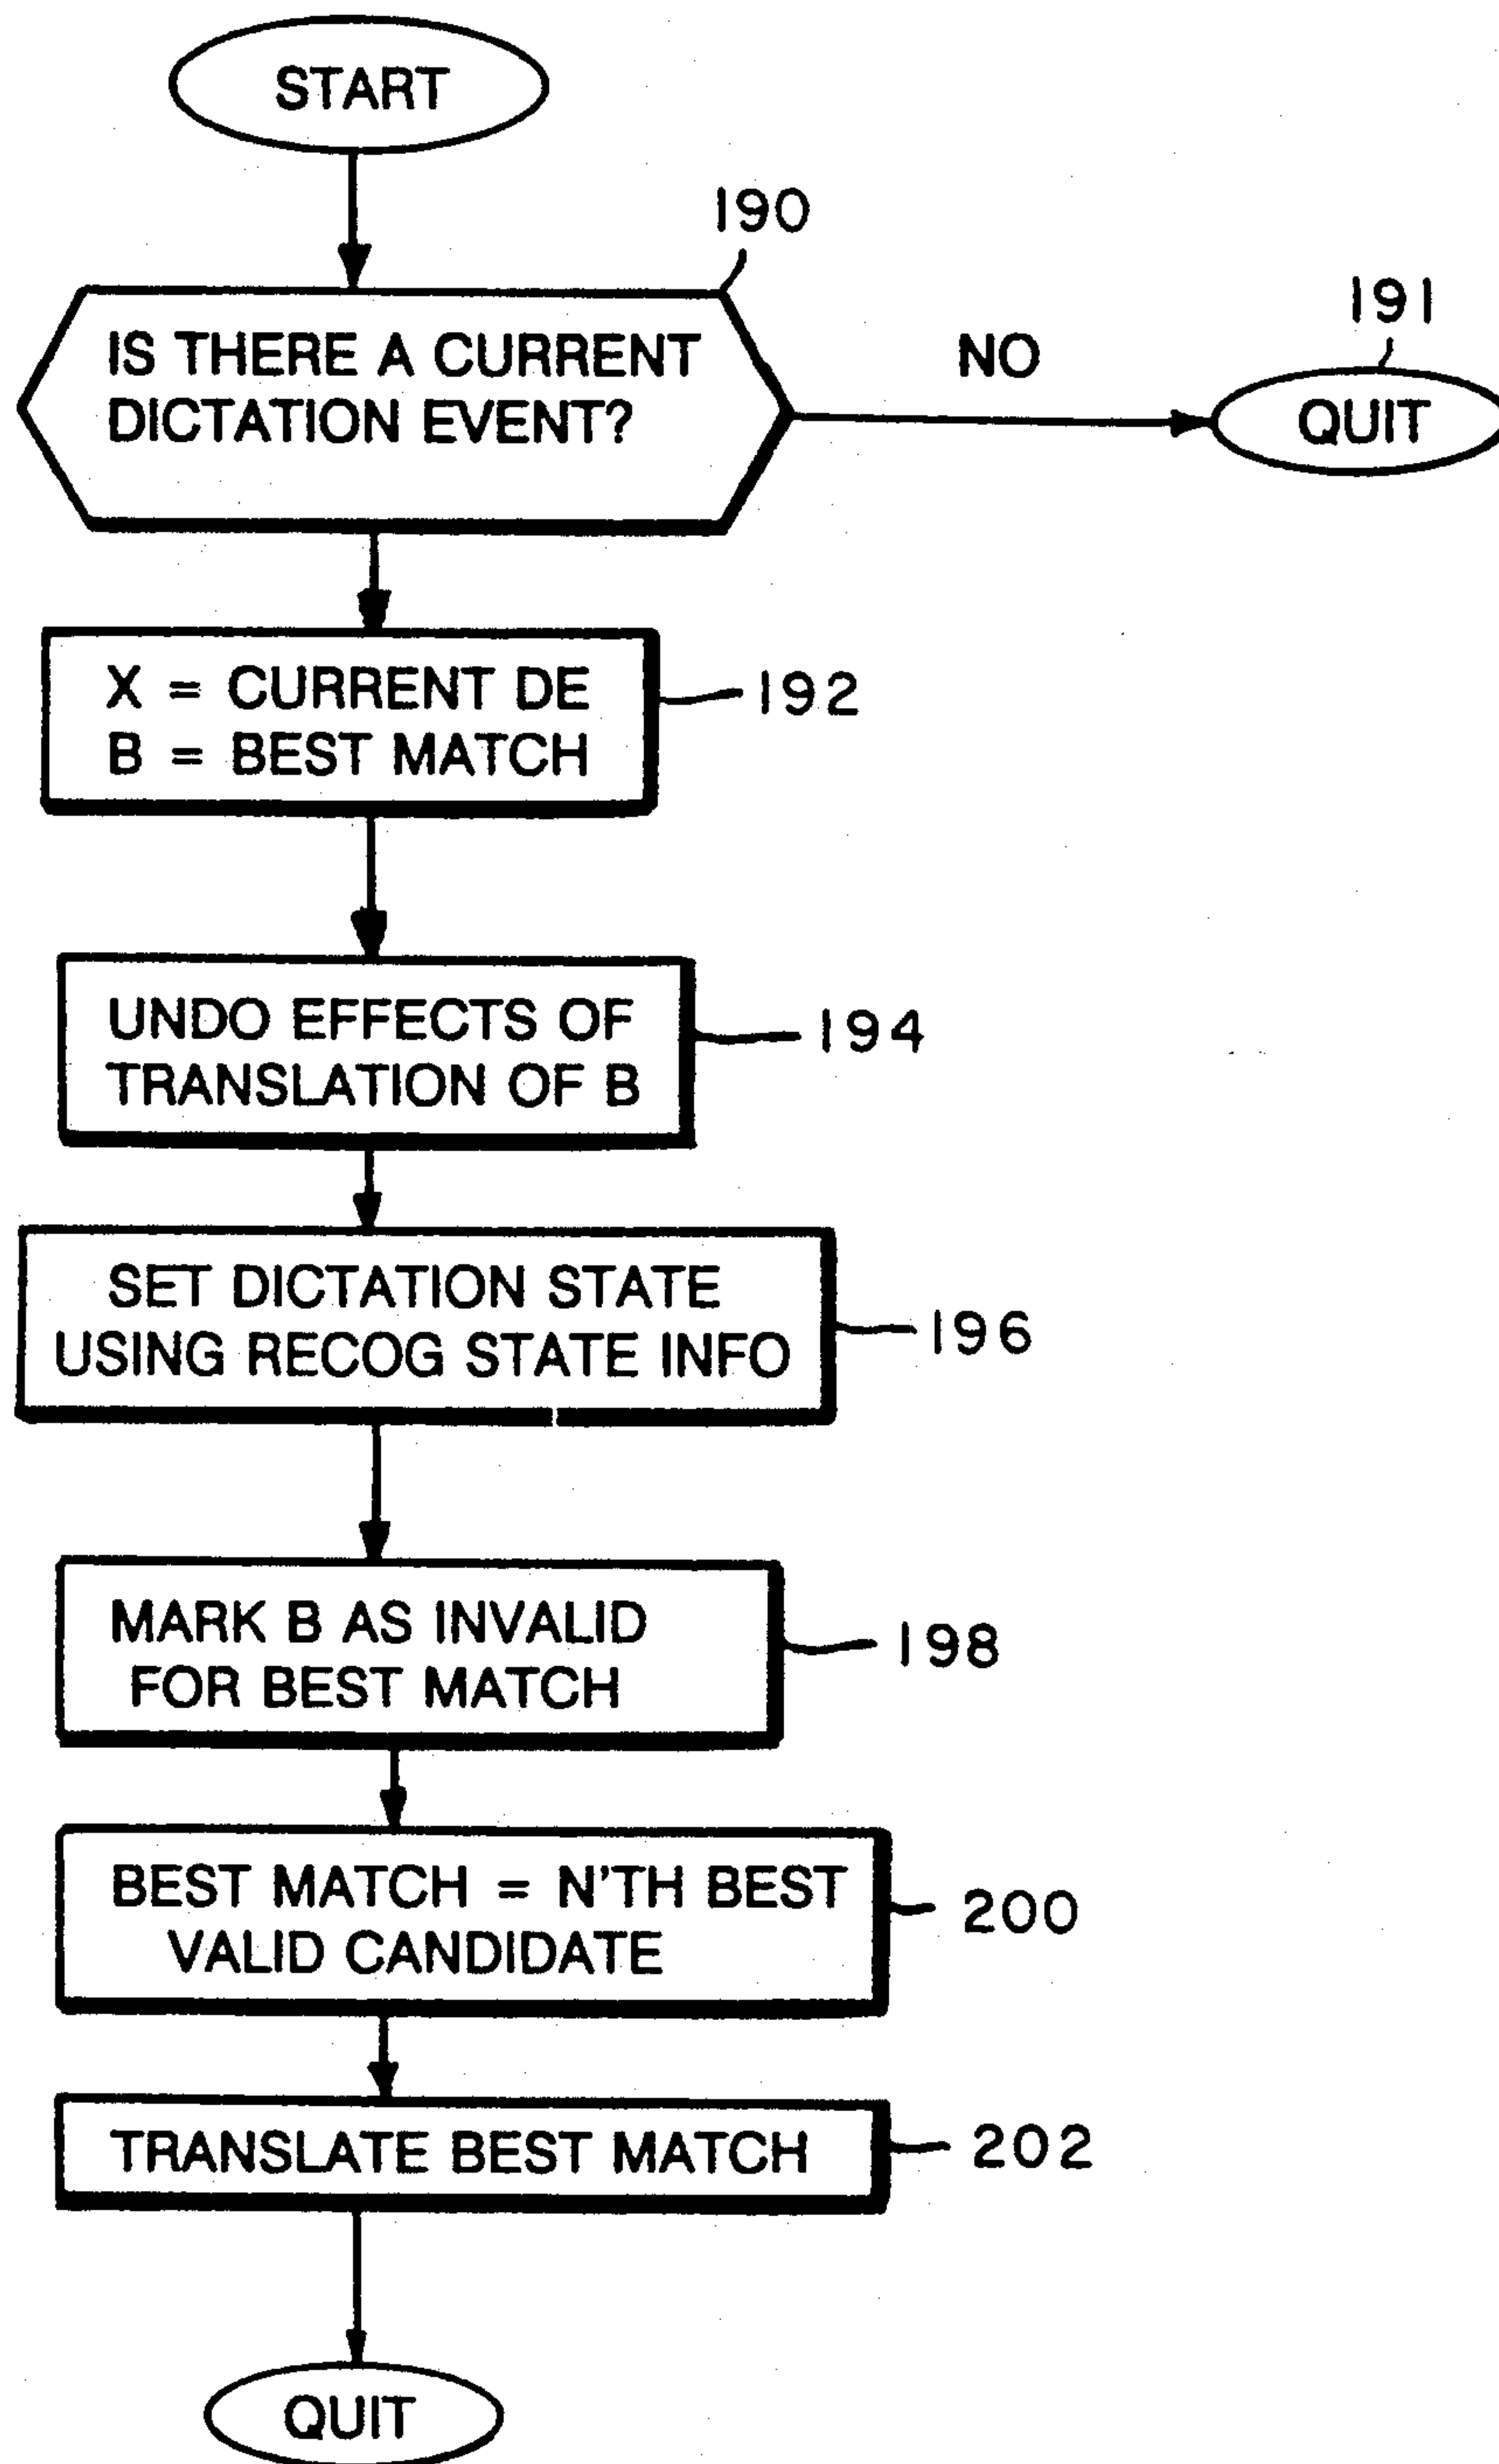 START
190
IS THERE A CURRENT
DICTATION EVENT?
NO
191
QUIT
X = CURRENT DE
B = BEST MATCH
192
UNDO EFFECTS OF
TRANSLATION OF B
194
SET DICTATION STATE
USING RECOG STATE INFO
196
MARK B AS INVALID
FOR BEST MATCH
198
BEST MATCH = N'TH BEST
VALID CANDIDATE
200
TRANSLATE BEST MATCH
202
QUIT